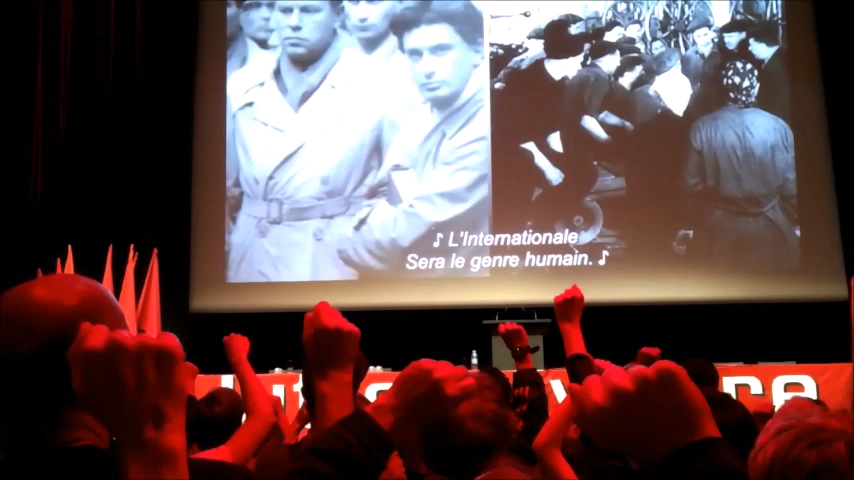 ♪ L'Internationale
Sera le genre humain. ♪